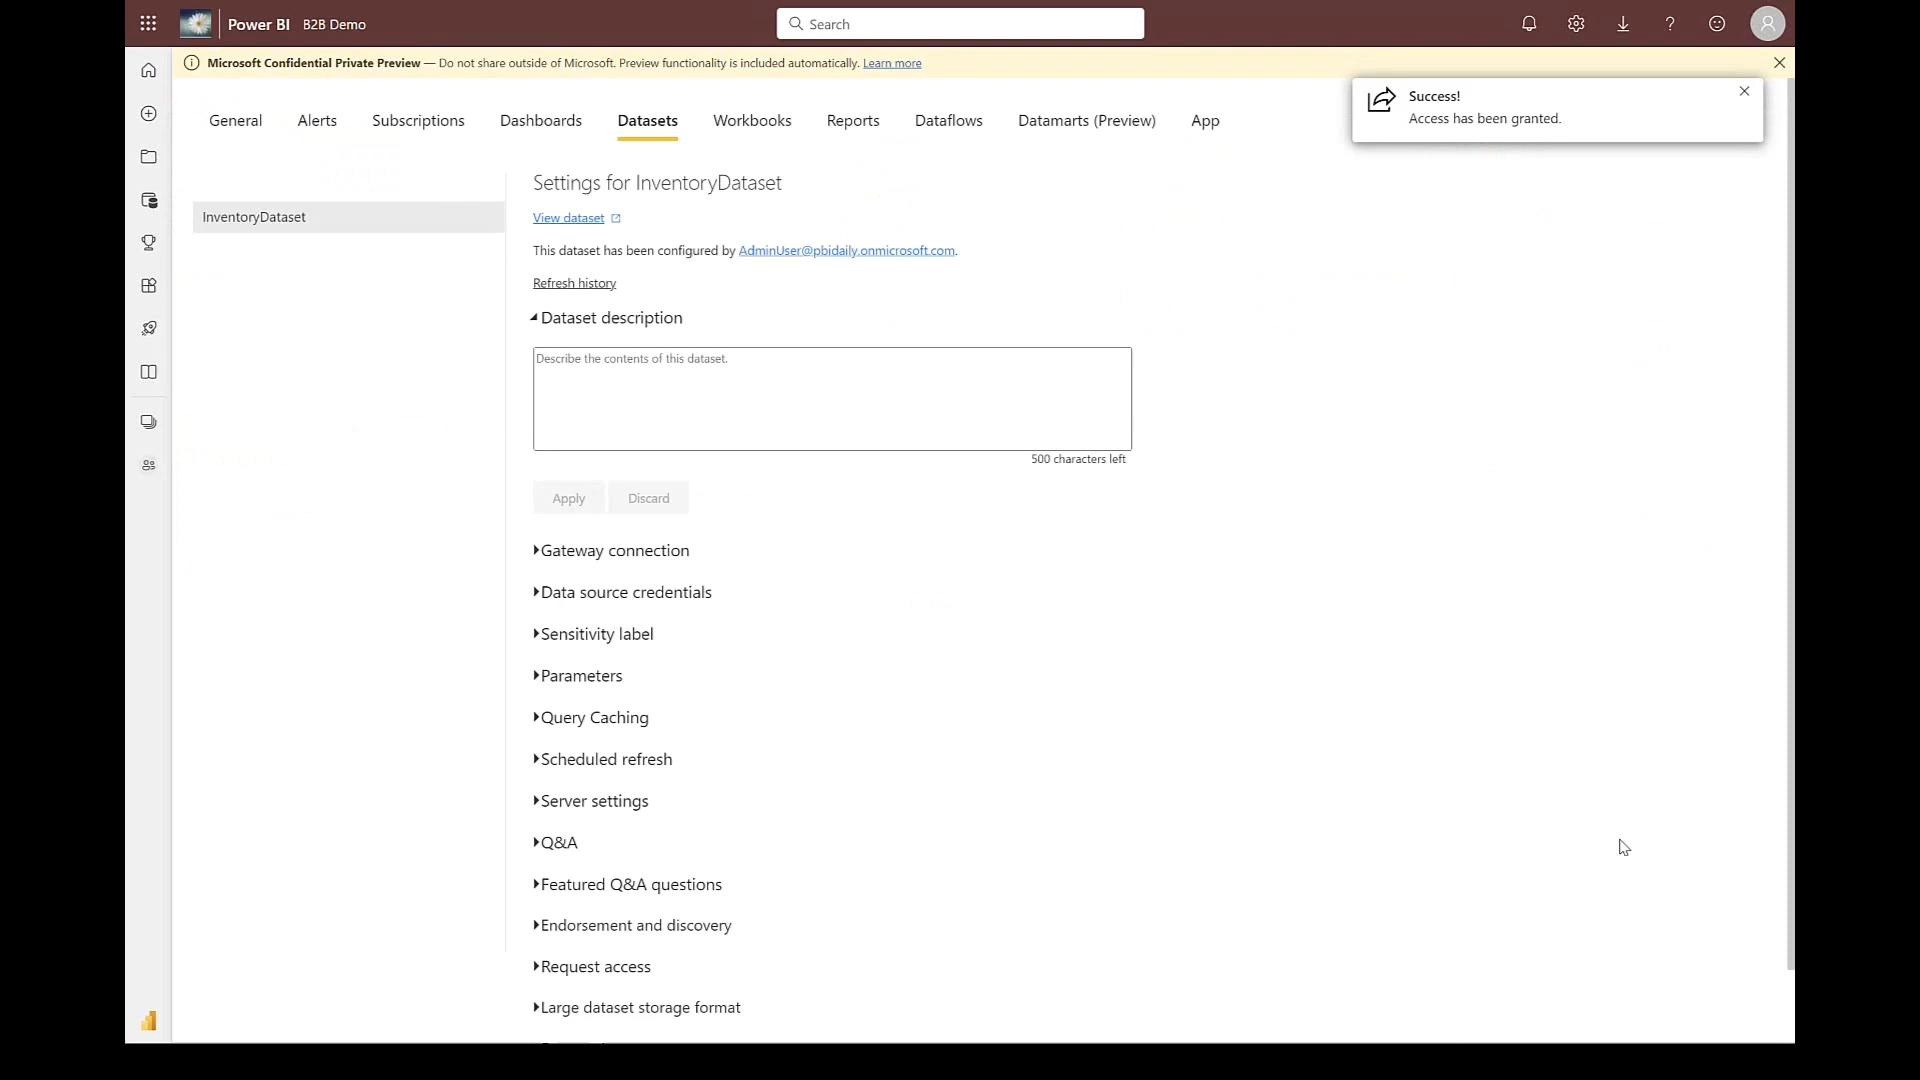 Power BI B2B Demo
Search
Microsoft Confidential Private Preview — Do not share outside of Microsoft. Preview functionality is included automatically. Learn more
Success!
Access has been granted.
General Alerts Subscriptions Dashboards Datasets Workbooks Reports Dataflows Datamarts (Preview) App
InventoryDataset
Settings for InventoryDataset
View dataset
This dataset has been configured by AdminUser@pbidaily.onmicrosoft.com.
Refresh history
Dataset description
Describe the contents of this dataset.
500 characters left
Apply Discard
Gateway connection
Data source credentials
Sensitivity label
Parameters
Query Caching
Scheduled refresh
Server settings
Q&A
Featured Q&A questions
Endorsement and discovery
Request access
Large dataset storage format